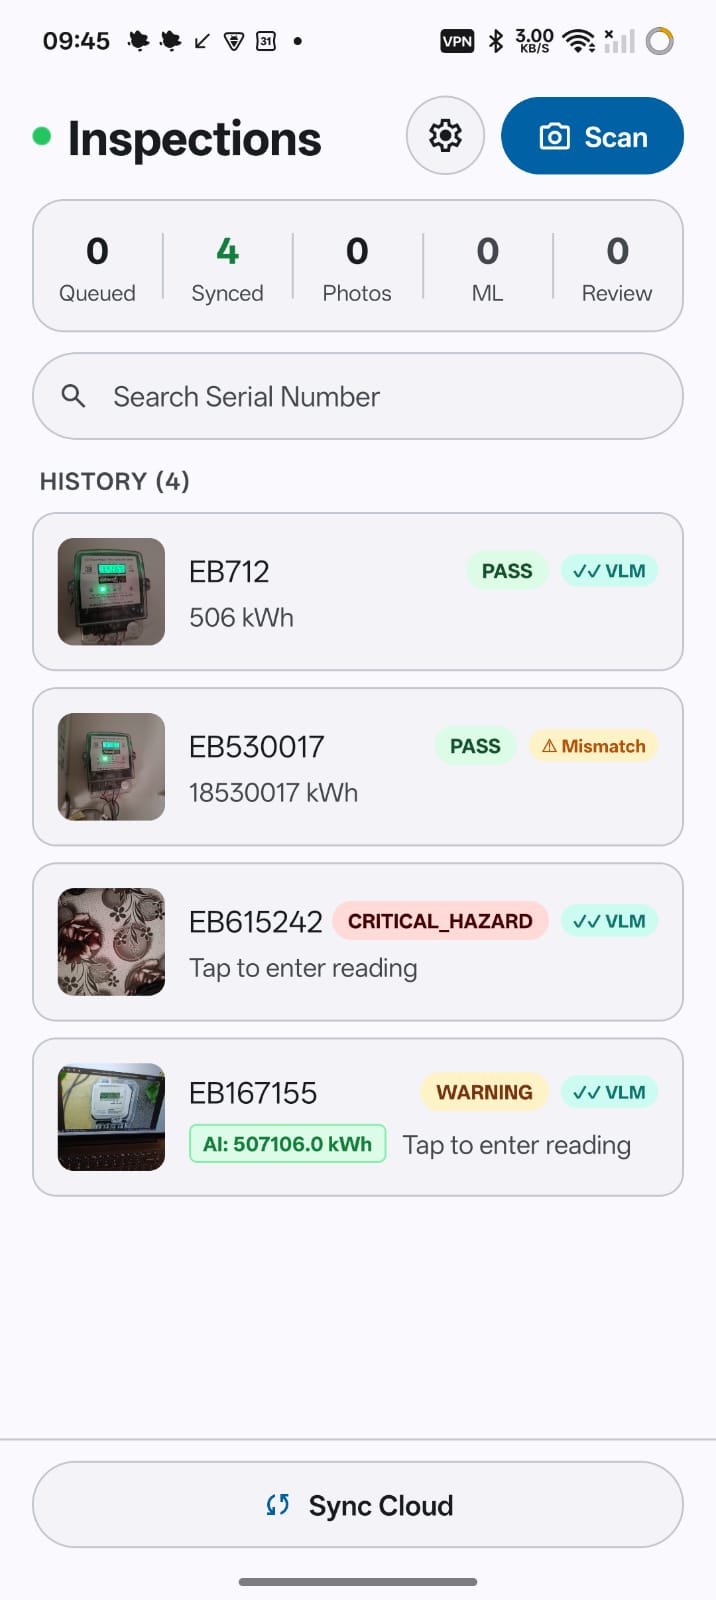 09:45 31 VPN 3.00 KB/S
Inspections Scan
0 4 0 0 0
Queued Synced Photos ML Review
Search Serial Number
HISTORY (4)
EB712 PASS ✓✓ VLM
506 kWh
EB530017 PASS ⚠ Mismatch
18530017 kWh
EB615242 CRITICAL_HAZARD ✓✓ VLM
Tap to enter reading
EB167155 WARNING ✓✓ VLM
AI: 507106.0 kWh Tap to enter reading
Sync Cloud